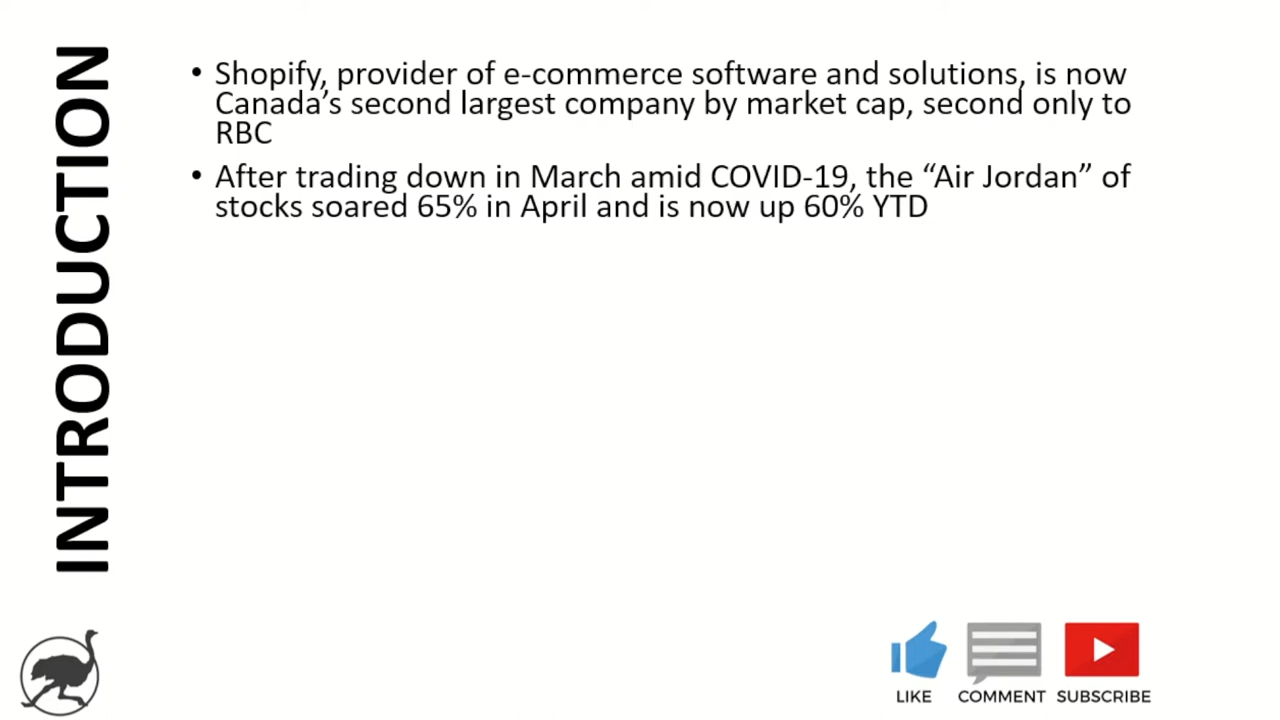 INTRODUCTION
• Shopify, provider of e-commerce software and solutions, is now
Canada’s second largest company by market cap, second only to
RBC
• After trading down in March amid COVID-19, the “Air Jordan” of
stocks soared 65% in April and is now up 60% YTD
LIKE
COMMENT
SUBSCRIBE